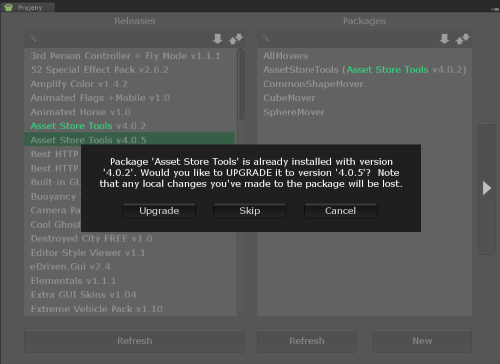 Projeny
Releases
Packages
3rd Person Controller + Fly Mode v1.1.1
52 Special Effect Pack v2.6.2
Amplify Color v1.4.2
Animated Flags +Mobile v1.0
Animated Horse v1.0
Asset Store Tools v4.0.2
Asset Store Tools v4.0.5
Best HTTP
Best HTTP
Built-in GU
Buoyancy
Camera Pa
Cool Ghost
Destroyed City FREE v1.0
Editor Style Viewer v1.1
eDriven.Gui v2.4
Elementals v1.1.1
Extra GUI Skins v1.04
Extreme Vehicle Pack v1.10
AllMovers
AssetStoreTools (Asset Store Tools v4.0.2)
CommonShapeMover
CubeMover
SphereMover
Package 'Asset Store Tools' is already installed with version
'4.0.2'. Would you like to UPGRADE it to version '4.0.5'? Note
that any local changes you've made to the package will be lost.
Upgrade
Skip
Cancel
Refresh
Refresh
New